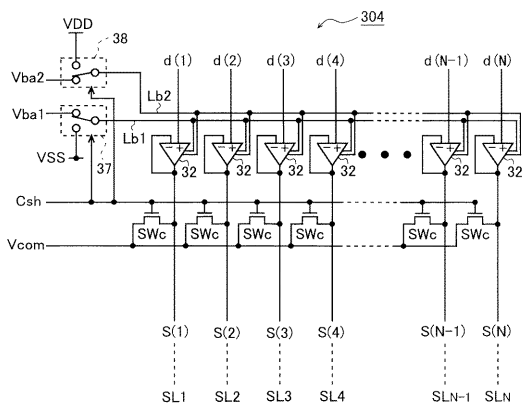 304
VDD
38
d(1) d(2) d(3) d(4) d(N-1) d(N)
Vba2
Lb2
Vba1
Lb1
VSS
37
32 32 32 32 32 32
Csh
SWc SWc SWc SWc SWc SWc
Vcom
S(1) S(2) S(3) S(4) S(N-1) S(N)
SL1 SL2 SL3 SL4 SLN-1 SLN